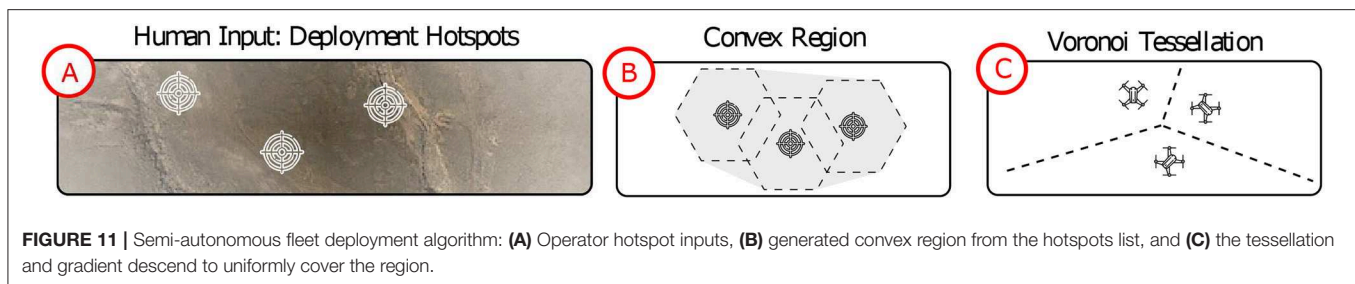 Human Input: Deployment Hotspots
Convex Region
Voronoi Tessellation
A
B
C
FIGURE 11 | Semi-autonomous fleet deployment algorithm: (A) Operator hotspot inputs, (B) generated convex region from the hotspots list, and (C) the tessellation
and gradient descend to uniformly cover the region.